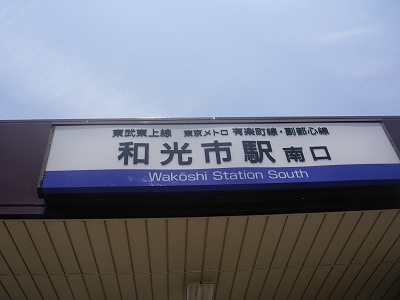 東武東上線 東京メトロ 有楽町線・副都心線
和光市駅 南口
Wakōshi Station South